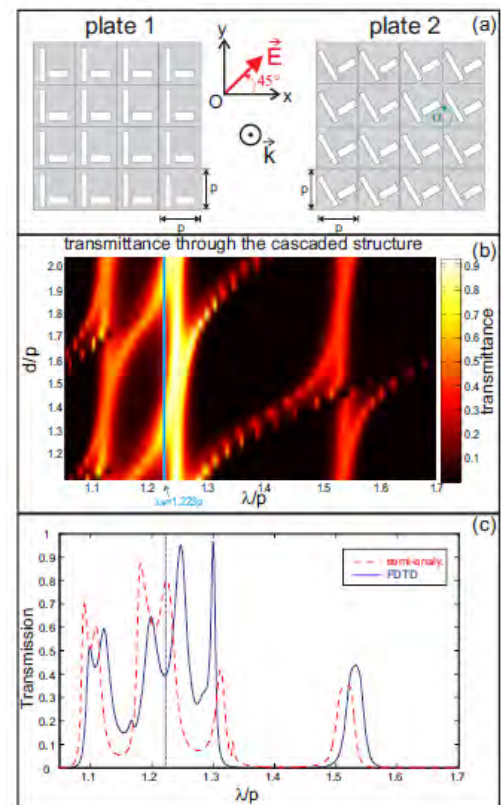 plate 1
plate 2
(a)
y
E
45°
O
x
k
α
p
p
p
p
transmittance through the cascaded structure
(b)
2.0
1.9
1.8
1.7
1.6
1.5
1.4
1.3
1.2
d/p
1.1
1.2
1.3
1.4
1.5
1.6
1.7
λ/p
0.9
0.8
0.7
0.6
0.5
0.4
0.3
0.2
0.1
transmittance
(c)
1
0.9
0.8
0.7
0.6
0.5
0.4
0.3
0.2
0.1
0
Transmission
semi-analy.
FDTD
1.1
1.2
1.3
1.4
1.5
1.6
1.7
λ/p